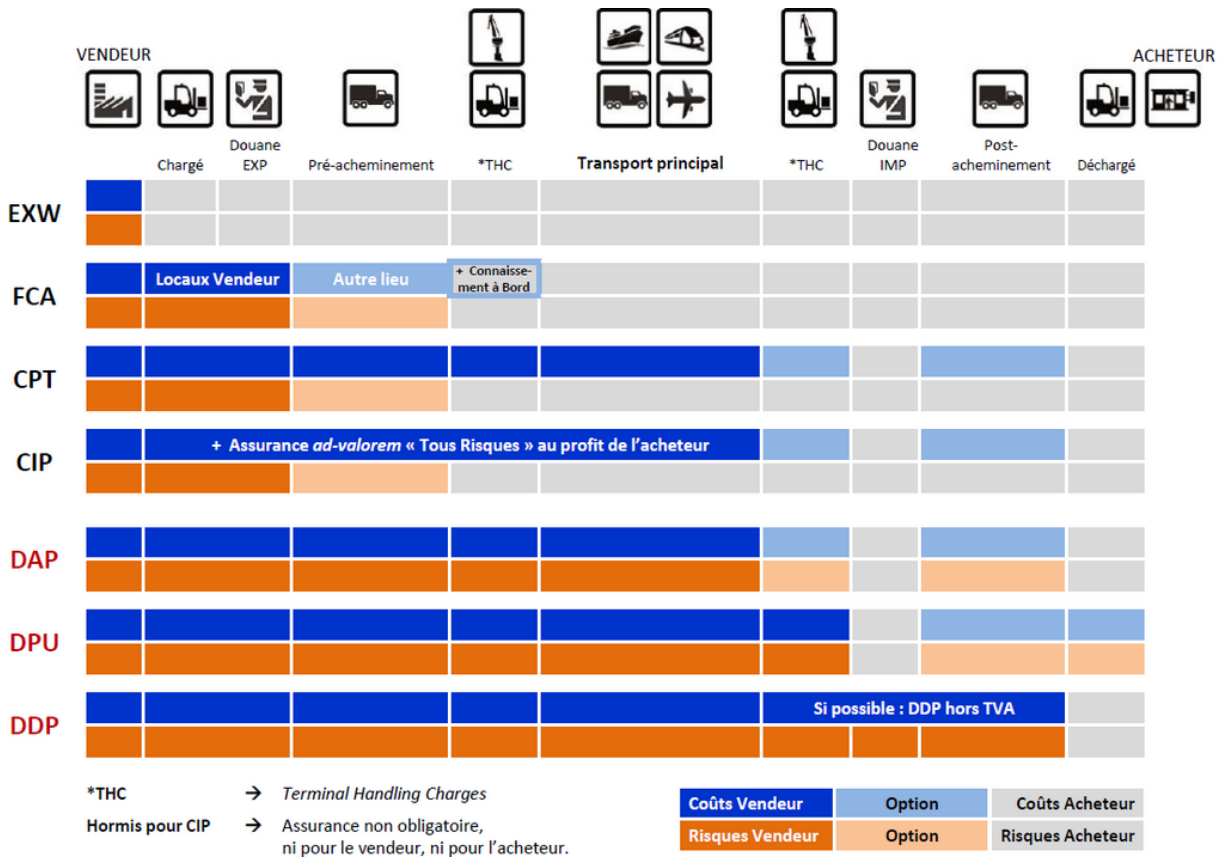 VENDEUR
ACHETEUR
Chargé
Douane
EXP
Pré-acheminement
*THC
Transport principal
*THC
Douane
IMP
Post-
acheminement
Déchargé
EXW
FCA
Locaux Vendeur
Autre lieu
+ Connaisse-
ment à Bord
CPT
CIP
+ Assurance ad-valorem « Tous Risques » au profit de l’acheteur
DAP
DPU
DDP
Si possible : DDP hors TVA
*THC → Terminal Handling Charges
Hormis pour CIP → Assurance non obligatoire,
ni pour le vendeur, ni pour l’acheteur.
Coûts Vendeur Option Coûts Acheteur
Risques Vendeur Option Risques Acheteur